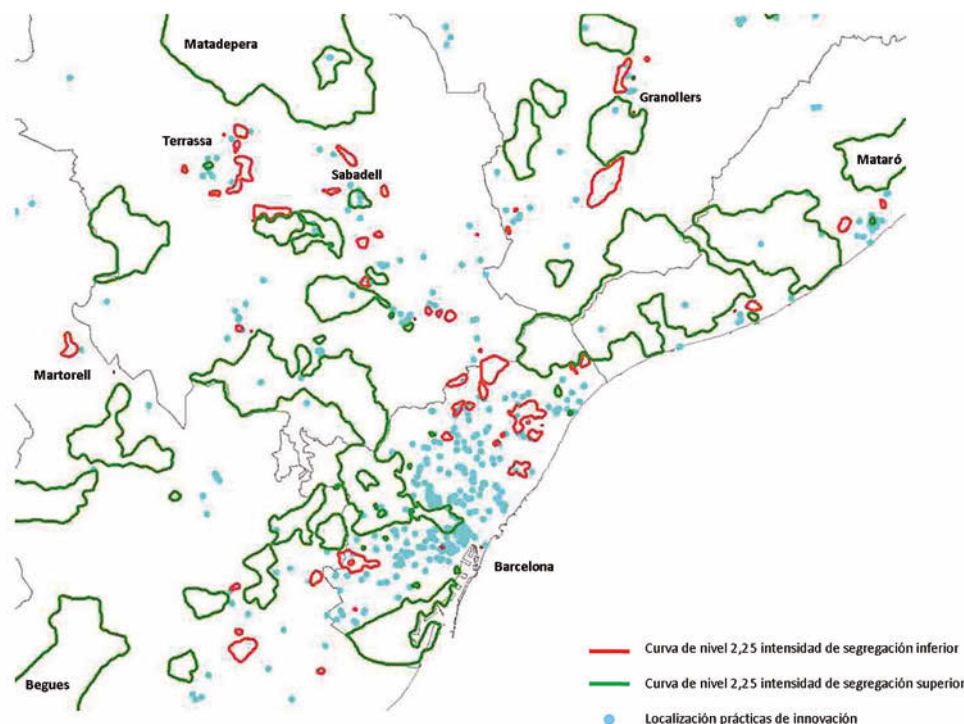 Matadepera
Granollers
Terrassa
Mataró
Sabadell
Martorell
Barcelona
Begues
Curva de nivel 2,25 intensidad de segregación inferior
Curva de nivel 2,25 intensidad de segregación superior
Localización prácticas de innovación